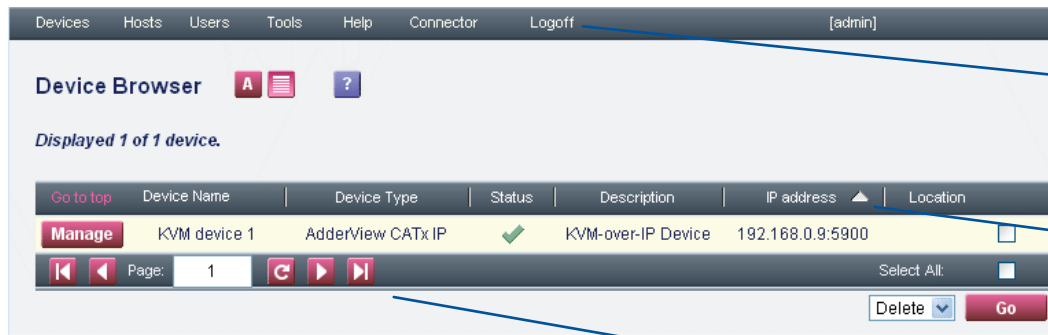 Devices Hosts Users Tools Help Connector Logoff [admin]
Device Browser A ?
Displayed 1 of 1 device.
Go to top Device Name Device Type Status Description IP address Location
Manage KVM device 1 AdderView CATx IP KVM-over-IP Device 192.168.0.9:5900
Page: 1 Select All:
Delete Go